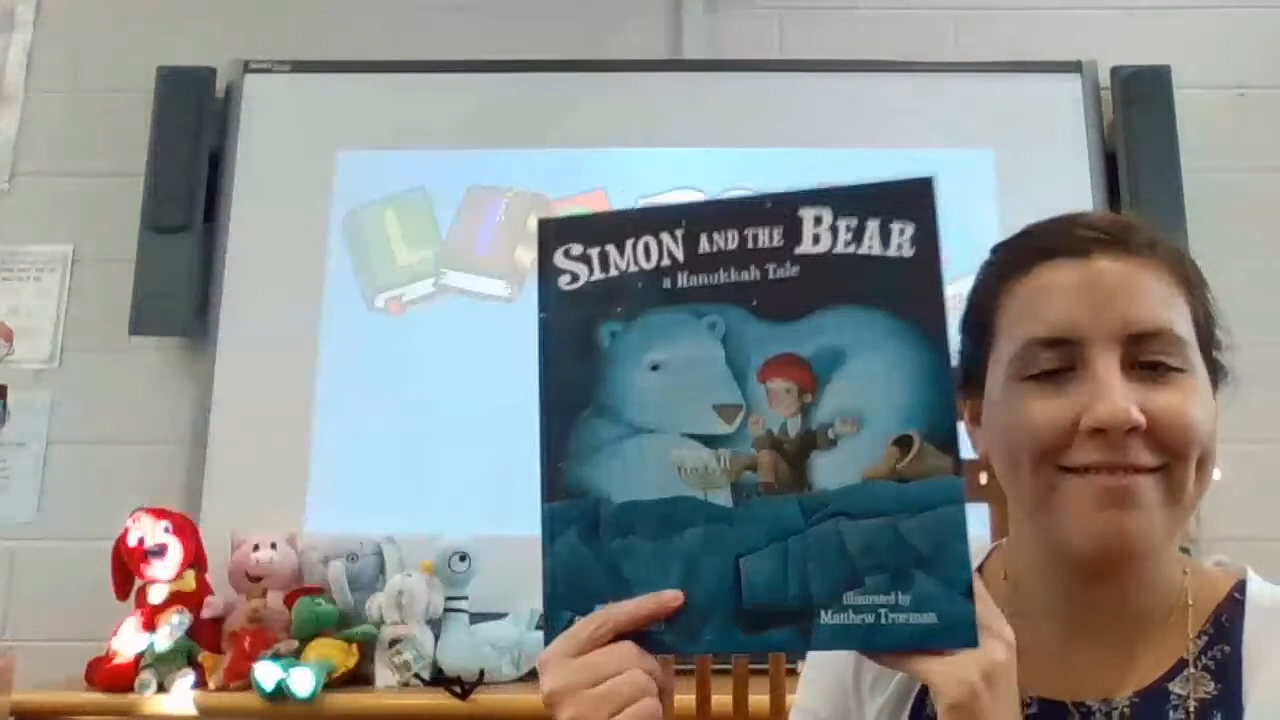 L I
SIMON AND THE BEAR
a Hanukkah Tale
illustrated by
Matthew Trueman